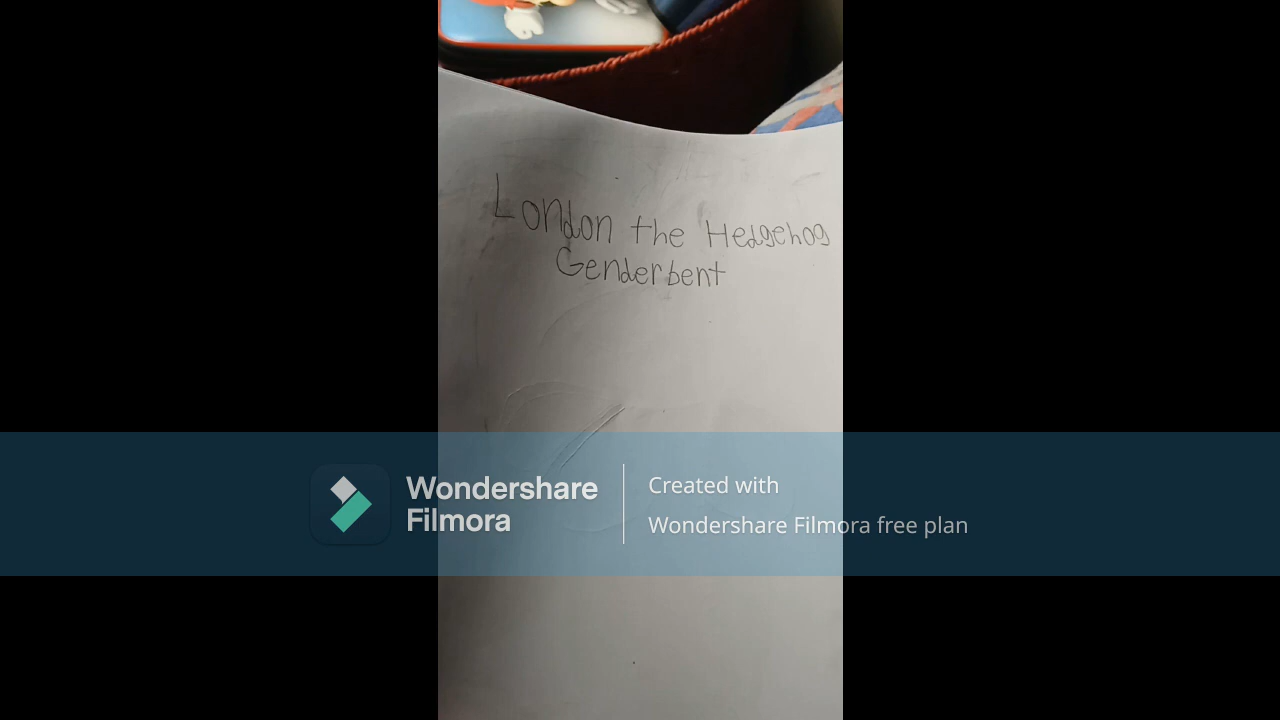 London the Hedgehog
Genderbent
Wondershare
Filmora
Created with
Wondershare Filmora free plan